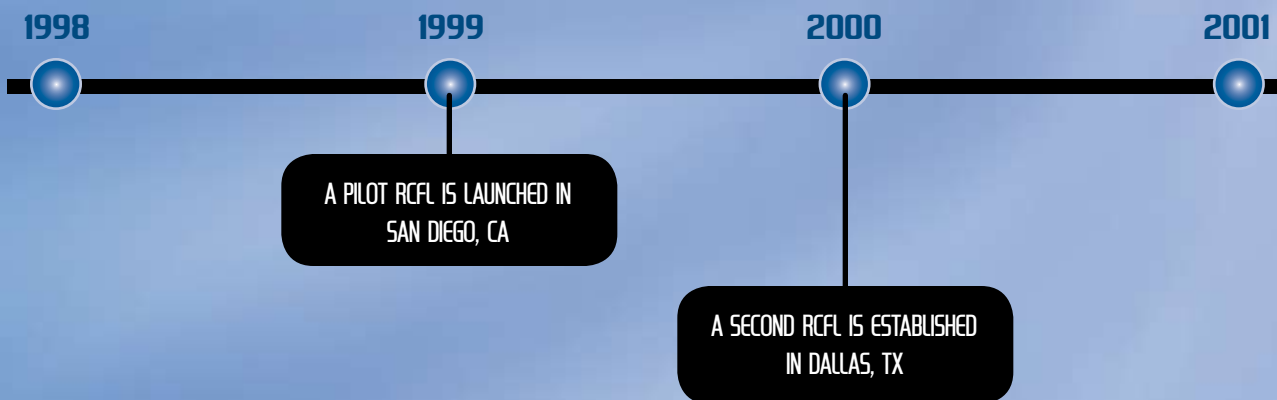 1998 1999 2000 2001
A PILOT RCFL IS LAUNCHED IN
SAN DIEGO, CA
A SECOND RCFL IS ESTABLISHED
IN DALLAS, TX